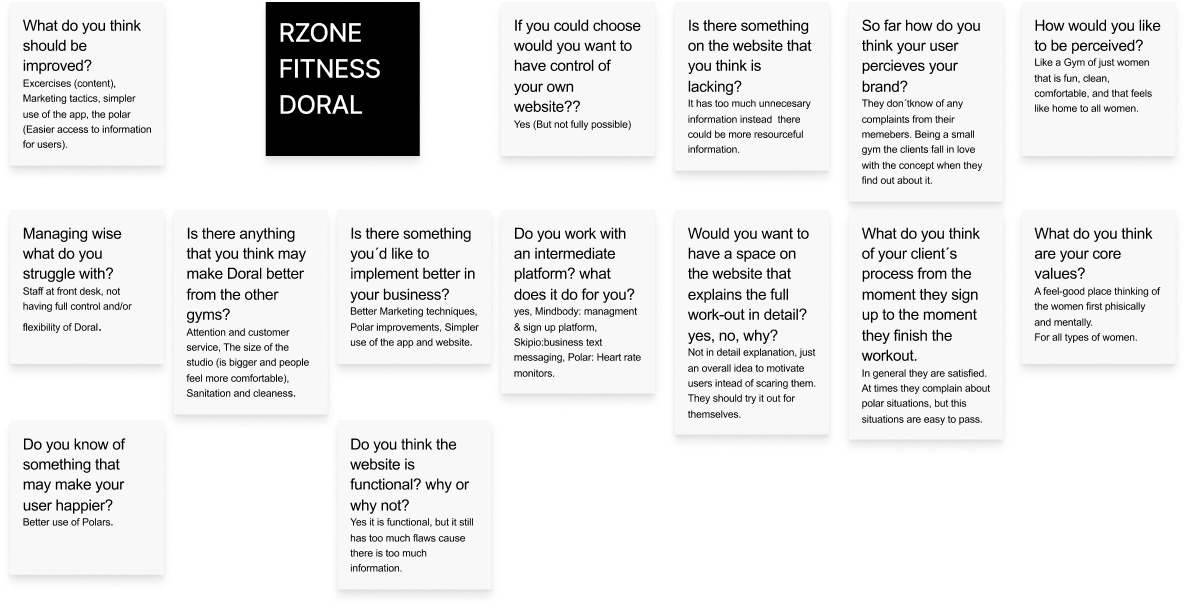 What do you think
should be
improved?
Excercises (content),
Marketing tactics, simpler
use of the app, the polar
(Easier access to information
for users).
RZONE
FITNESS
DORAL
If you could choose
would you want to
have control of
your own
website??
Yes (But not fully possible)
Is there something
on the website that
you think is
lacking?
It has too much unnecesary
information instead there
could be more resourceful
information.
So far how do you
think your user
percieves your
brand?
They don´tknow of any
complaints from their
memebers. Being a small
gym the clients fall in love
with the concept when they
find out about it.
How would you like
to be perceived?
Like a Gym of just women
that is fun, clean,
comfortable, and that feels
like home to all women.
Managing wise
what do you
struggle with?
Staff at front desk, not
having full control and/or
flexibility of Doral.
Is there anything
that you think may
make Doral better
from the other
gyms?
Attention and customer
service, The size of the
studio (is bigger and people
feel more comfortable),
Sanitation and cleaness.
Is there something
you´d like to
implement better in
your business?
Better Marketing techniques,
Polar improvements, Simpler
use of the app and website.
Do you work with
an intermediate
platform? what
does it do for you?
yes, Mindbody: managment
& sign up platform,
Skipio:business text
messaging, Polar: Heart rate
monitors.
Would you want to
have a space on
the website that
explains the full
work-out in detail?
yes, no, why?
Not in detail explanation, just
an overall idea to motivate
users intead of scaring them.
They should try it out for
themselves.
What do you think
of your client´s
process from the
moment they sign
up to the moment
they finish the
workout.
In general they are satisfied.
At times they complain about
polar situations, but this
situations are easy to pass.
What do you think
are your core
values?
A feel-good place thinking of
the women first phisically
and mentally.
For all types of women.
Do you know of
something that
may make your
user happier?
Better use of Polars.
Do you think the
website is
functional? why or
why not?
Yes it is functional, but it still
has too much flaws cause
there is too much
information.